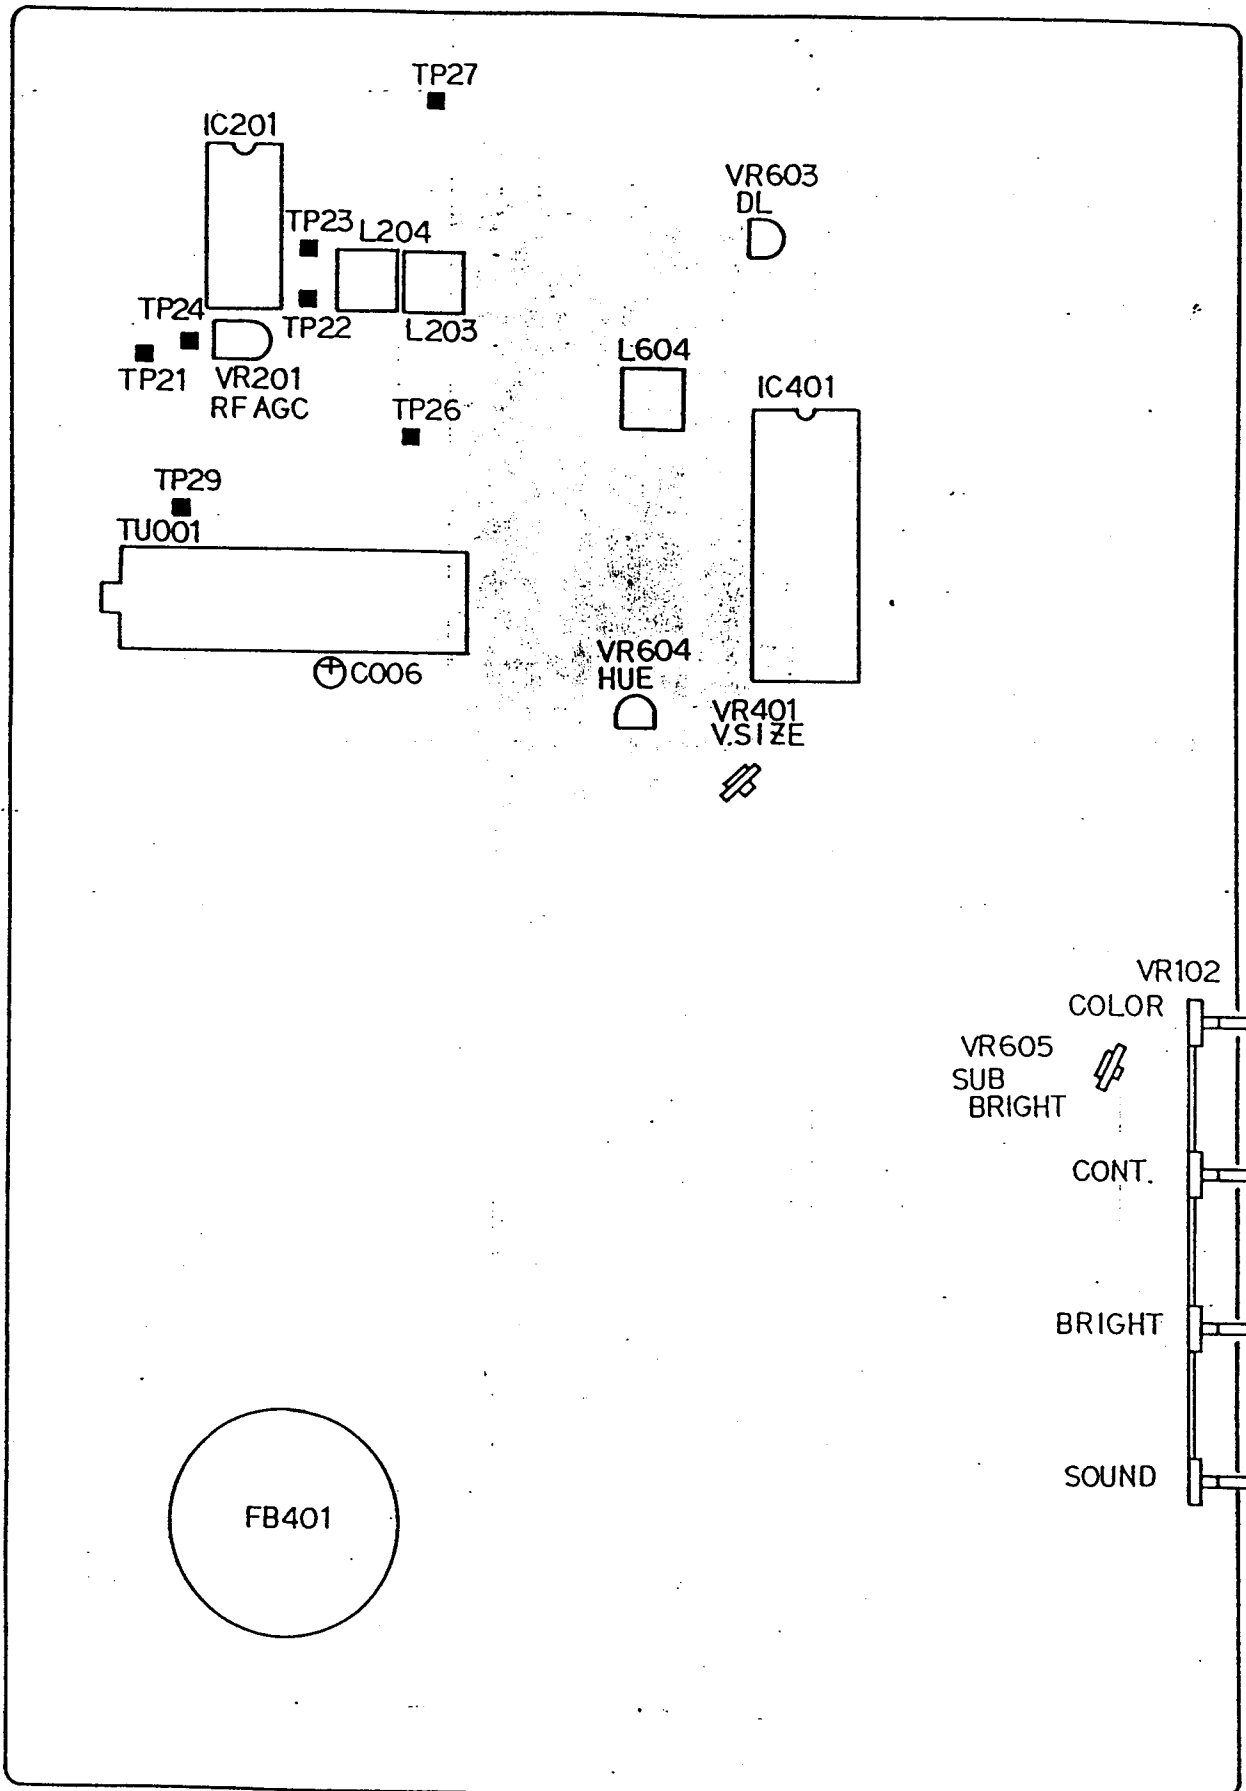 TP27
IC201
VR603
DL
TP23
L204
TP24
TP22
L203
TP21
VR201
RF AGC
L604
IC401
TP26
TP29
TU001
C006
VR604
HUE
VR401
V.SIZE
VR102
COLOR
VR605
SUB
BRIGHT
CONT.
BRIGHT
SOUND
FB401